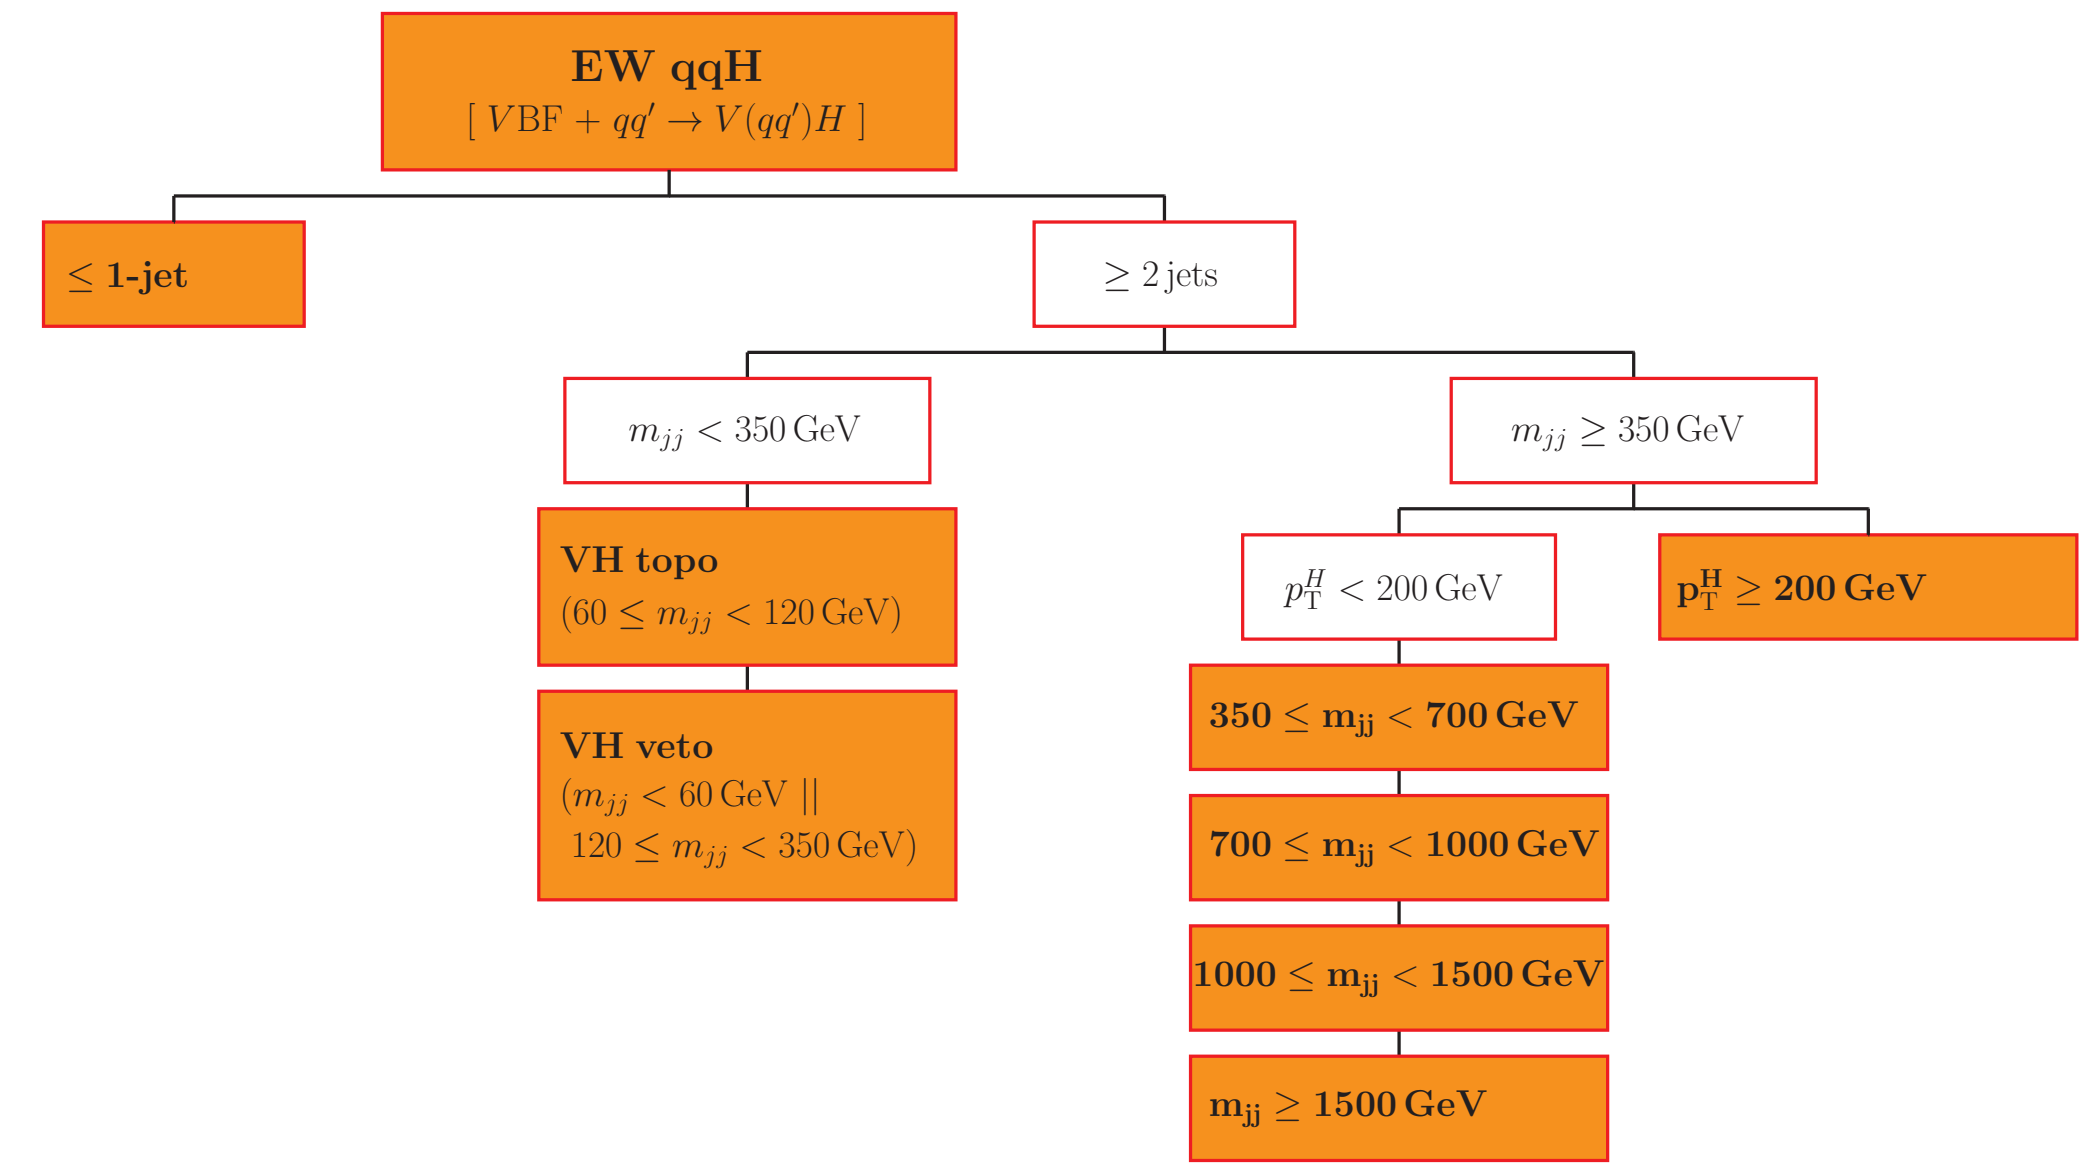 EW qqH
[ VBF + qq′ → V(qq′)H ]
≤ 1-jet
≥ 2 jets
m_jj < 350 GeV
m_jj ≥ 350 GeV
VH topo
(60 ≤ m_jj < 120 GeV)
VH veto
(m_jj < 60 GeV ||
120 ≤ m_jj < 350 GeV)
p_T^H < 200 GeV
p_T^H ≥ 200 GeV
350 ≤ m_jj < 700 GeV
700 ≤ m_jj < 1000 GeV
1000 ≤ m_jj < 1500 GeV
m_jj ≥ 1500 GeV